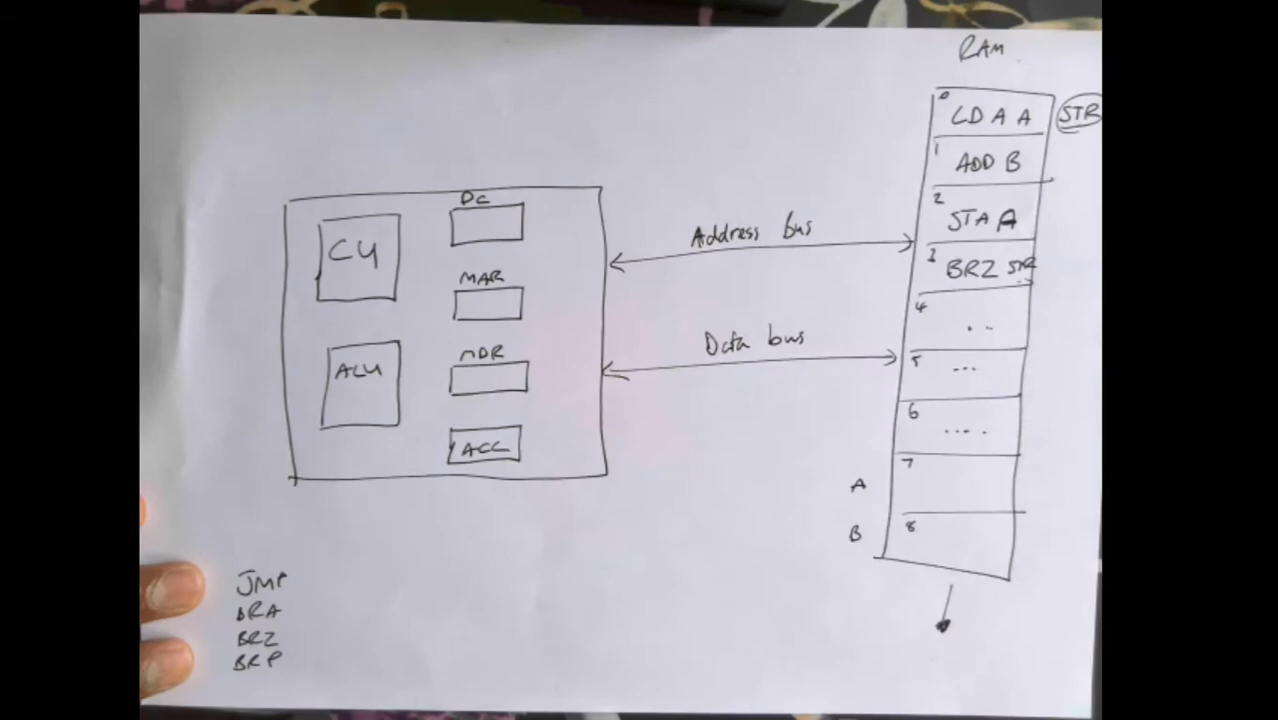 RAM
0
LDA A
STR
1
ADD B
2
STA A
3
BRZ STR
4
..
5
...
6
....
7
A
8
B
PC
CU
MAR
ALU
MDR
ACC
Address bus
Data bus
JMP
BRA
BRZ
BRP